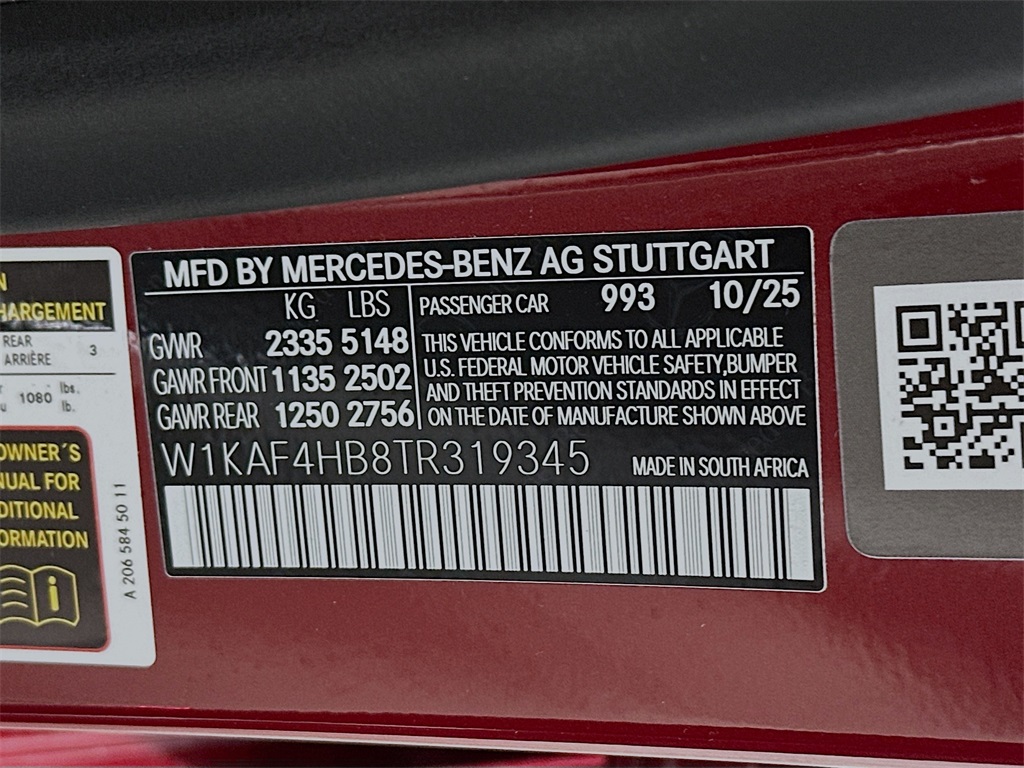 MFD BY MERCEDES-BENZ AG STUTTGART
KG LBS
GVWR 2335 5148
GAWR FRONT 1135 2502
GAWR REAR 1250 2756
PASSENGER CAR 993 10/25
THIS VEHICLE CONFORMS TO ALL APPLICABLE
U.S. FEDERAL MOTOR VEHICLE SAFETY,BUMPER
AND THEFT PREVENTION STANDARDS IN EFFECT
ON THE DATE OF MANUFACTURE SHOWN ABOVE
W1KAF4HB8TR319345
MADE IN SOUTH AFRICA
N
HARGEMENT
REAR
ARRIÈRE 3
1080 lbs.
lb.
OWNER´S
NUAL FOR
DITIONAL
ORMATION
A 206 584 50 11